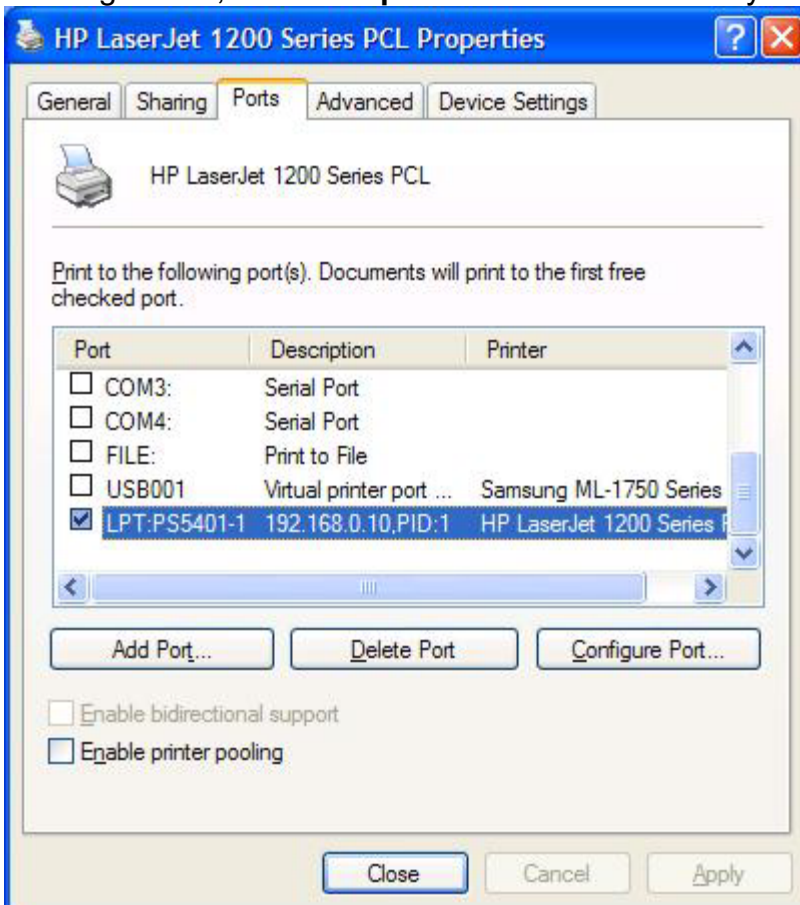 HP LaserJet 1200 Series PCL Properties
General Sharing Ports Advanced Device Settings
HP LaserJet 1200 Series PCL
Print to the following port(s). Documents will print to the first free
checked port.
Port Description Printer
COM3: Serial Port
COM4: Serial Port
FILE: Print to File
USB001 Virtual printer port ... Samsung ML-1750 Series
LPT:PS5401-1 192.168.0.10,PID:1 HP LaserJet 1200 Series
Add Port... Delete Port Configure Port...
Enable bidirectional support
Enable printer pooling
Close Cancel Apply